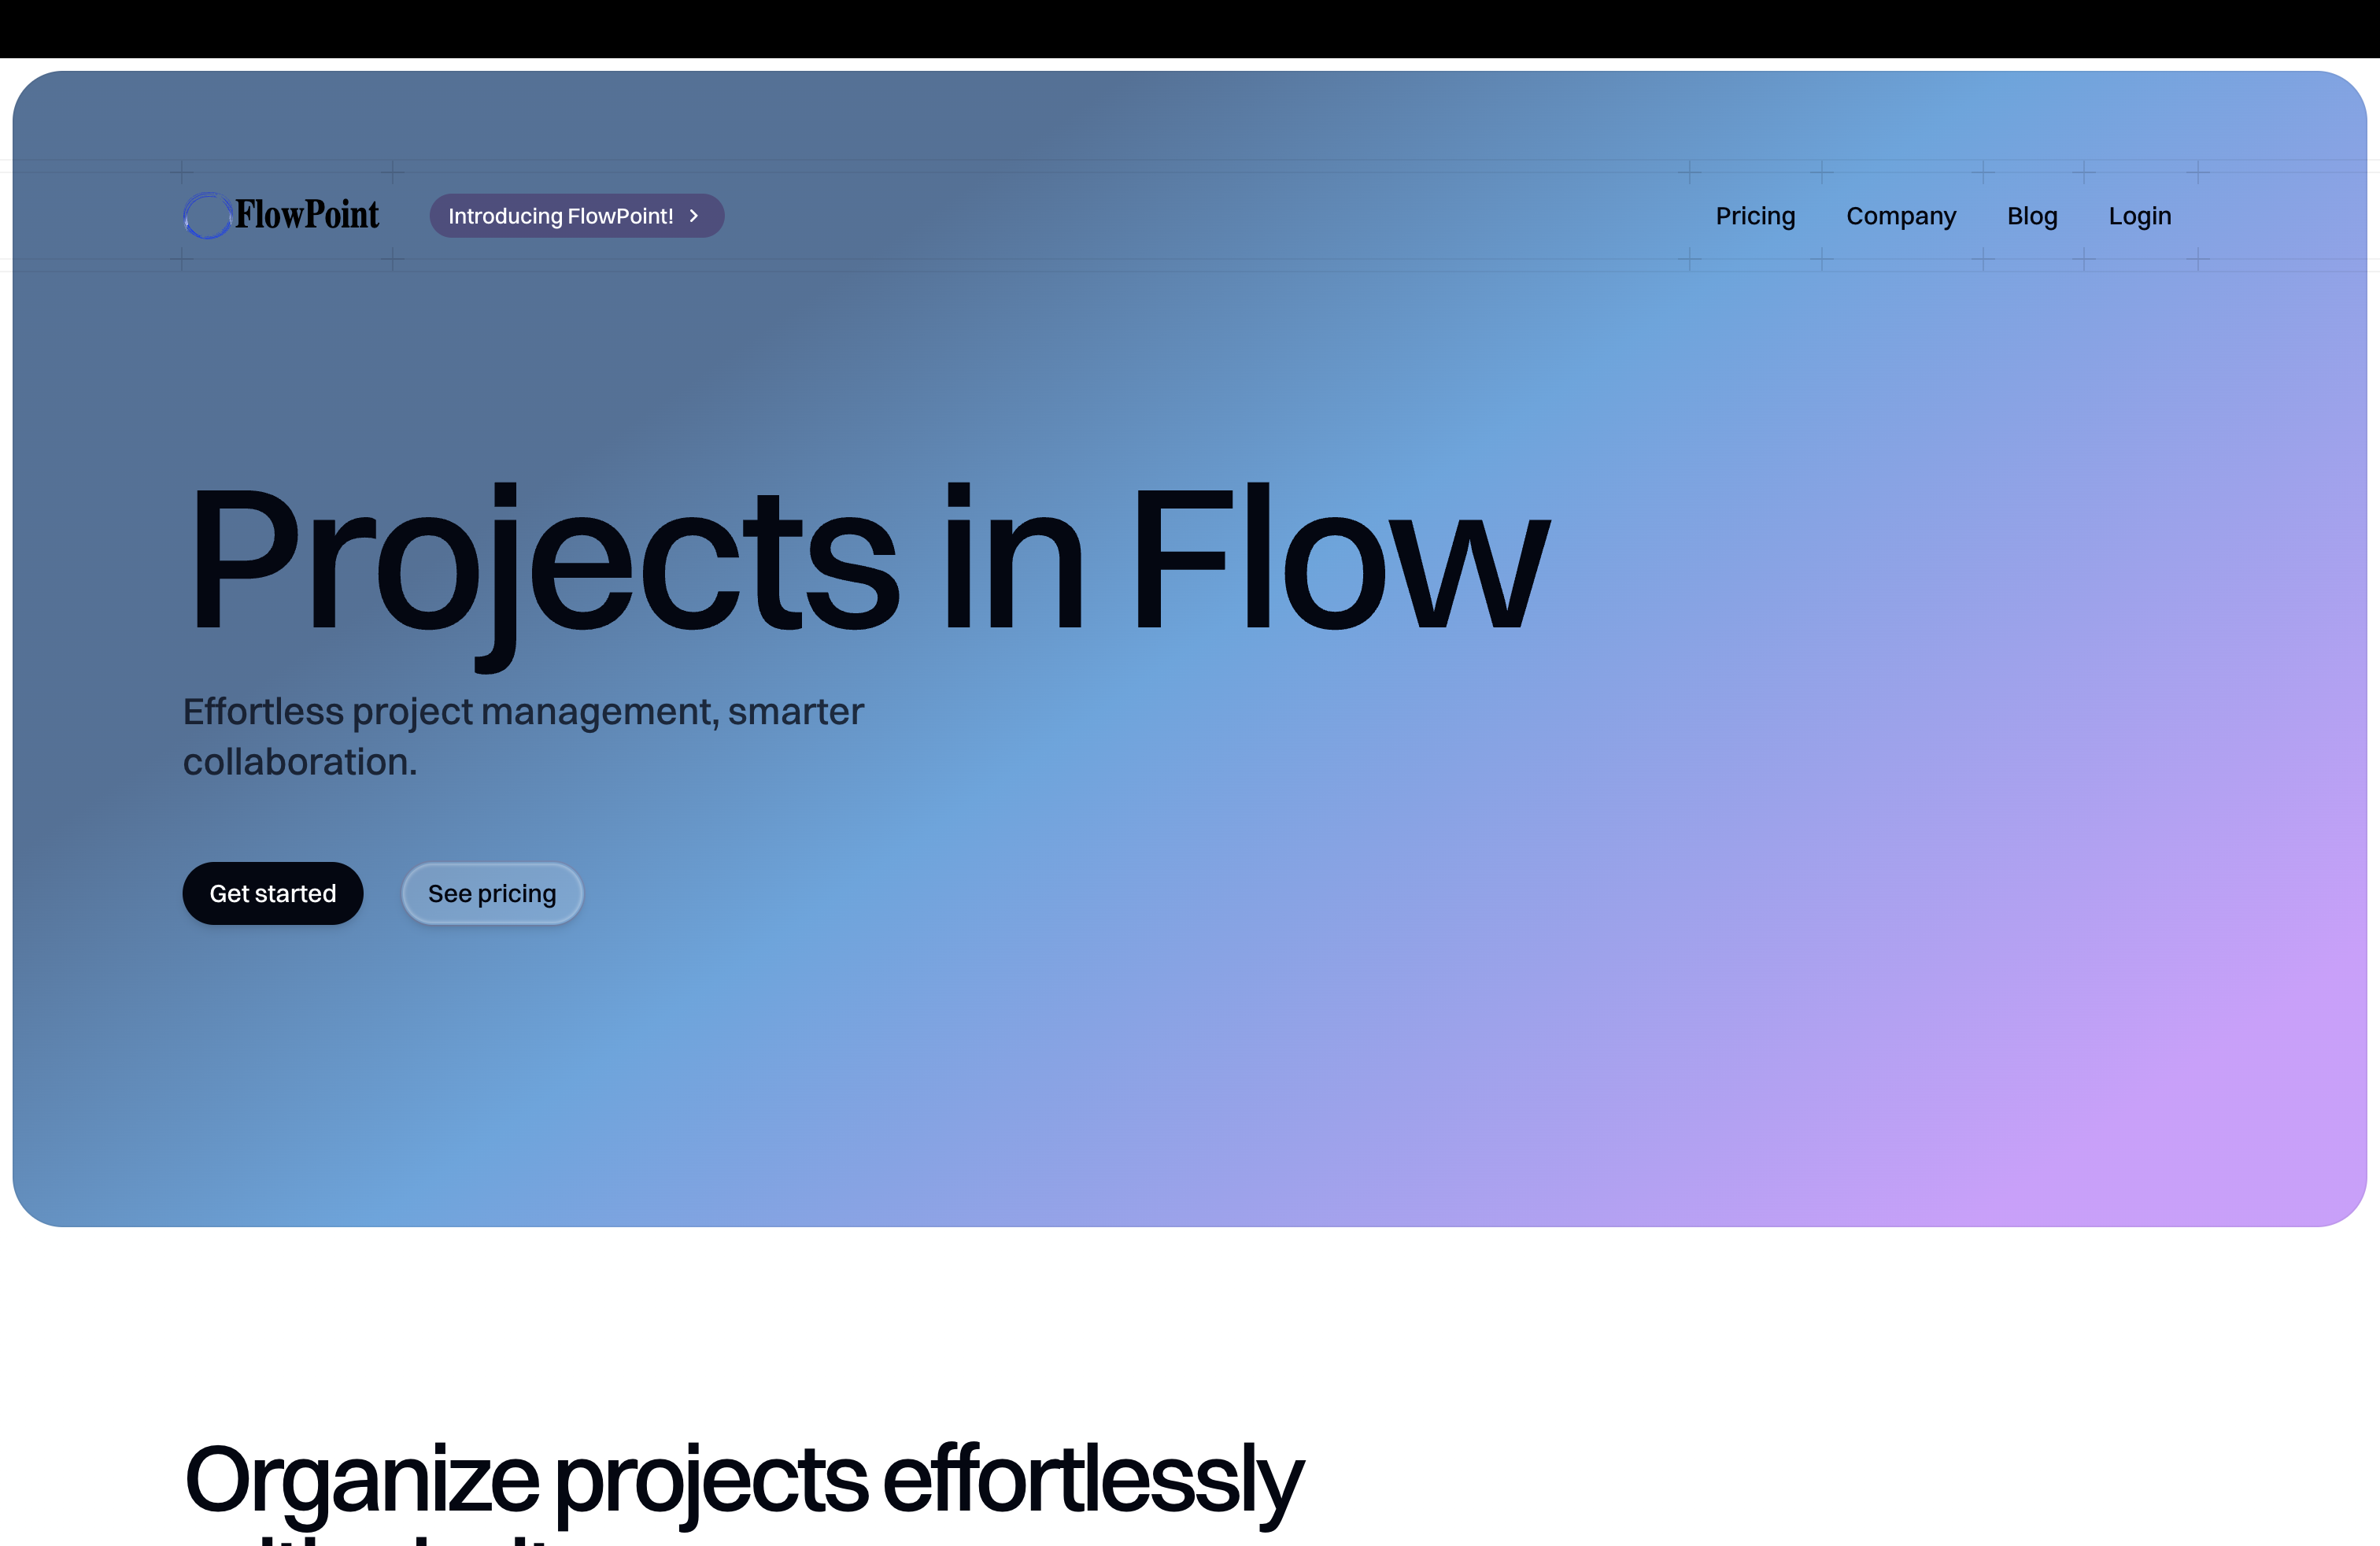 FlowPoint
Introducing FlowPoint!
Pricing
Company
Blog
Login
Projects in Flow
Effortless project management, smarter
collaboration.
Get started
See pricing
Organize projects effortlessly